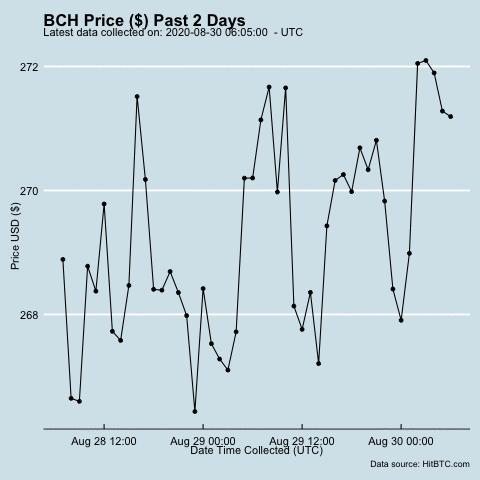 BCH Price ($) Past 2 Days
Latest data collected on: 2020-08-30 06:05:00  - UTC
272
270
268
Price USD ($)
Aug 28 12:00 Aug 29 00:00 Aug 29 12:00 Aug 30 00:00
Date Time Collected (UTC)
Data source: HitBTC.com